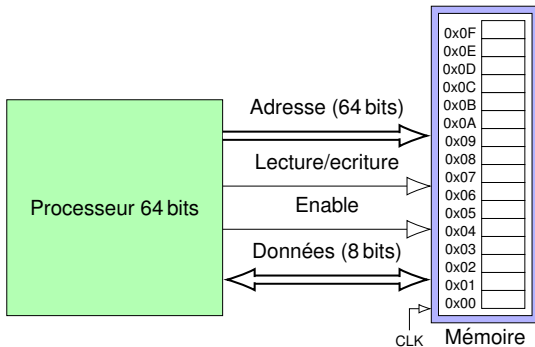 0x0F
0x0E
0x0D
0x0C
0x0B
0x0A
0x09
0x08
0x07
0x06
0x05
0x04
0x03
0x02
0x01
0x00
Adresse (64 bits)
Lecture/ecriture
Processeur 64 bits
Enable
Données (8 bits)
CLK
Mémoire